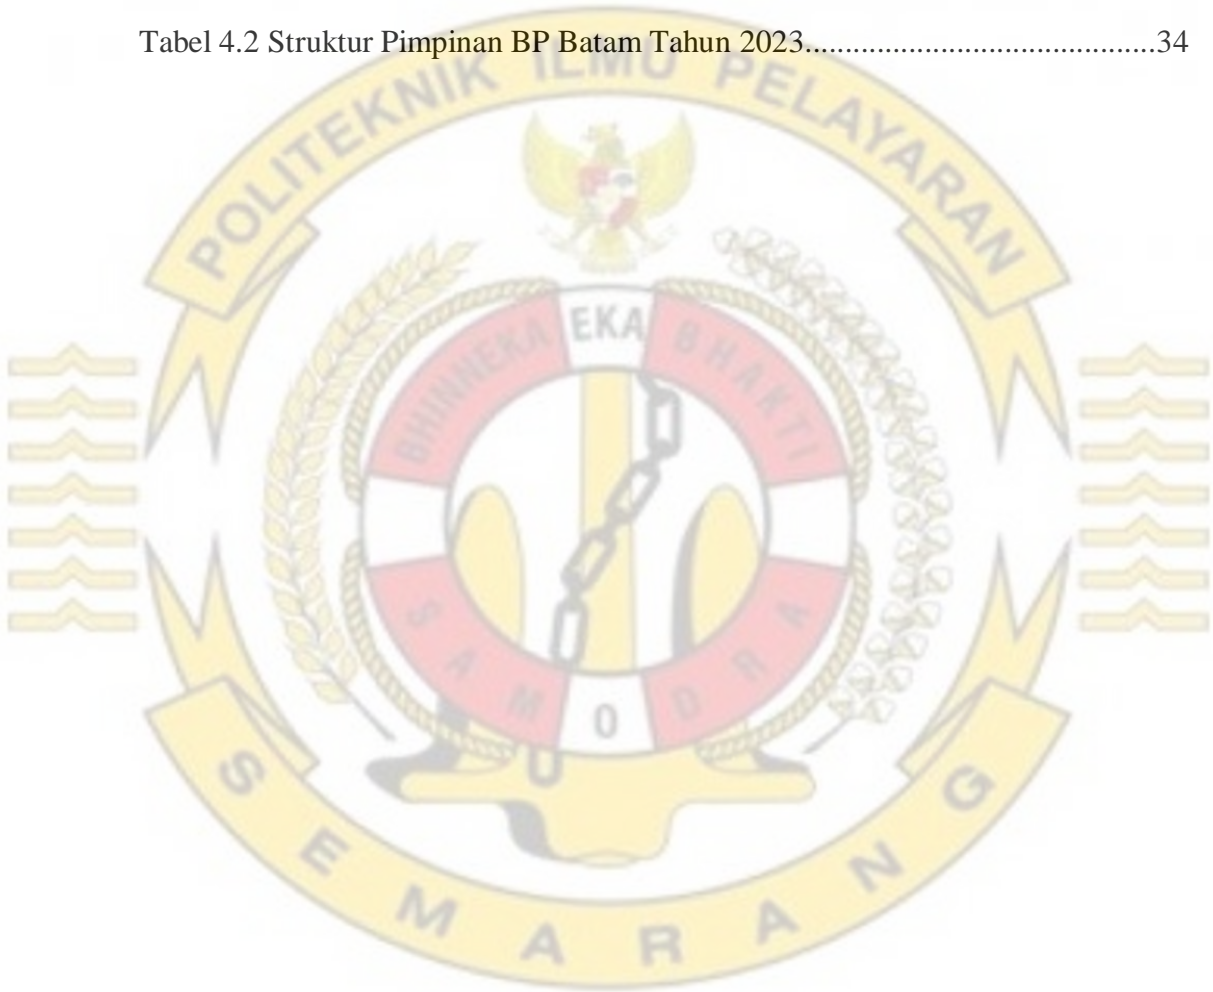 Tabel 4.2 Struktur Pimpinan BP Batam Tahun 2023............................................34
POLITEKNIK ILMU PELAYARAN
BHINNEKA EKA BHAKTI
SAMODRA
SEMARANG